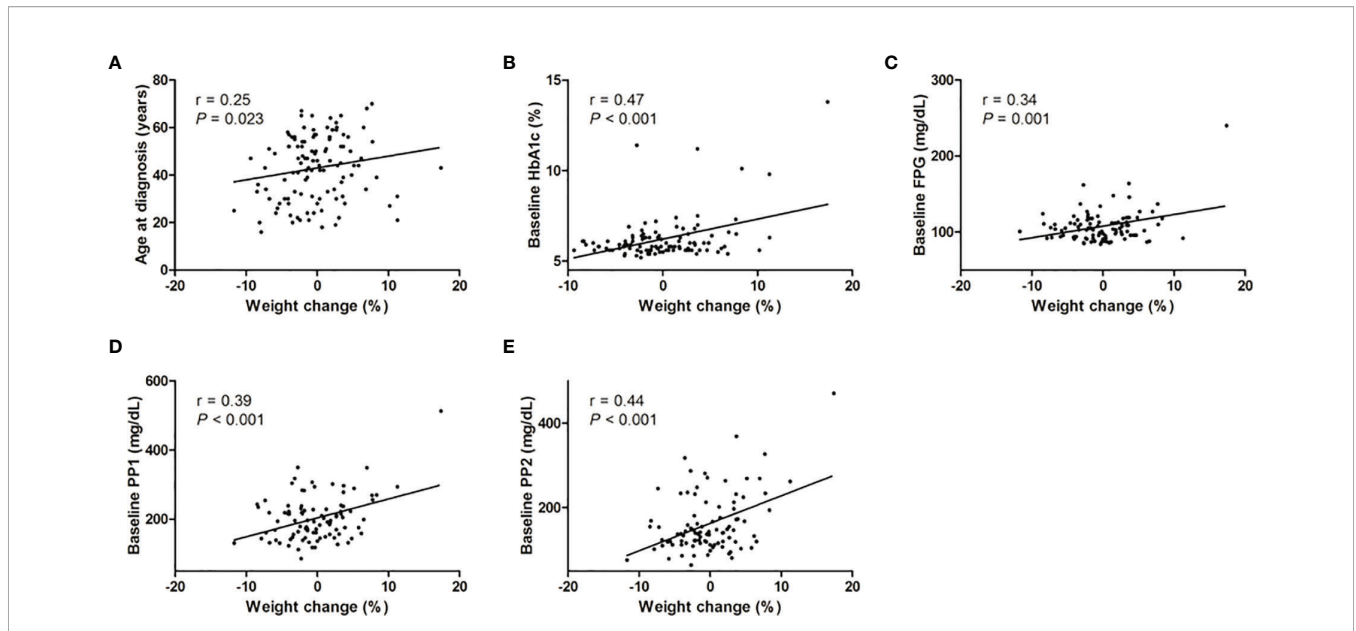 A
Age at diagnosis (years)
80
60
40
20
0
r = 0.25
P = 0.023
-20
-10
0
10
20
Weight change (%)
B
Baseline HbA1c (%)
15
10
5
r = 0.47
P < 0.001
-10
0
10
20
Weight change (%)
C
Baseline FPG (mg/dL)
300
200
100
r = 0.34
P = 0.001
-20
-10
0
10
20
Weight change (%)
D
Baseline PP1 (mg/dL)
600
400
200
r = 0.39
P < 0.001
-20
-10
0
10
20
Weight change (%)
E
Baseline PP2 (mg/dL)
400
200
r = 0.44
P < 0.001
-20
-10
0
10
20
Weight change (%)